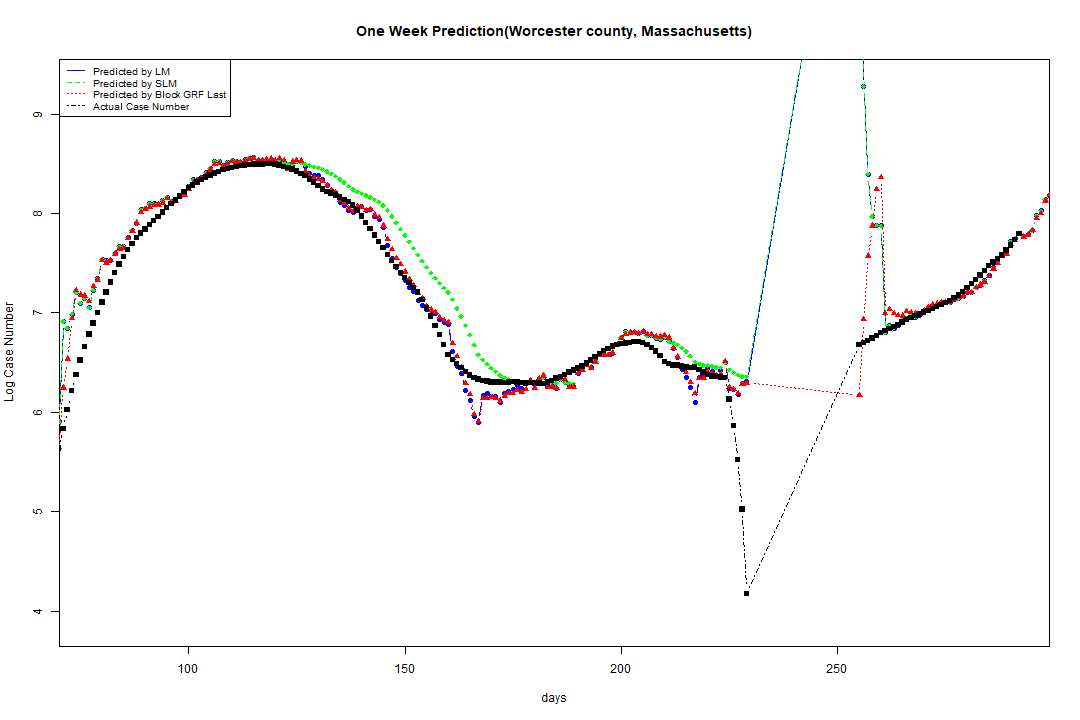 One Week Prediction(Worcester county, Massachusetts)
Predicted by LM
Predicted by SLM
Predicted by Block GRF Last
Actual Case Number
9
8
7
6
5
4
Log Case Number
100
150
200
250
days